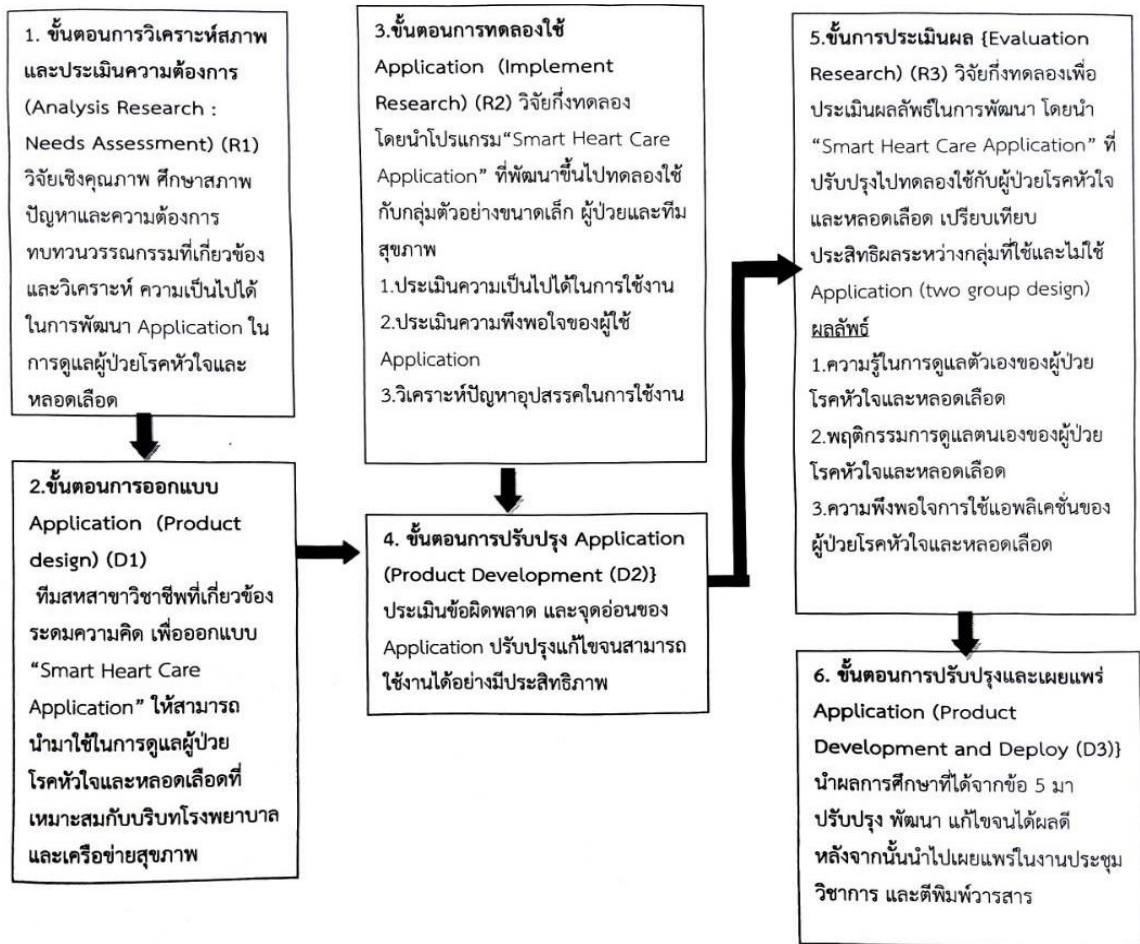 1. ขั้นตอนการวิเคราะห์สภาพ
และประเมินความต้องการ
(Analysis Research :
Needs Assessment) (R1)
วิจัยเชิงคุณภาพ ศึกษาสภาพ
ปัญหาและความต้องการ
ทบทวนวรรณกรรมที่เกี่ยวข้อง
และวิเคราะห์ ความเป็นไปได้
ในการพัฒนา Application ใน
การดูแลผู้ป่วยโรคหัวใจและ
หลอดเลือด
2.ขั้นตอนการออกแบบ
Application (Product
design) (D1)
ทีมสหสาขาวิชาชีพที่เกี่ยวข้อง
ระดมความคิด เพื่อออกแบบ
“Smart Heart Care
Application” ให้สามารถ
นำมาใช้ในการดูแลผู้ป่วย
โรคหัวใจและหลอดเลือดที่
เหมาะสมกับบริบทโรงพยาบาล
และเครือข่ายสุขภาพ
3.ขั้นตอนการทดลองใช้
Application (Implement
Research) (R2) วิจัยกึ่งทดลอง
โดยนำโปรแกรม“Smart Heart Care
Application” ที่พัฒนาขึ้นไปทดลองใช้
กับกลุ่มตัวอย่างขนาดเล็ก ผู้ป่วยและทีม
สุขภาพ
1.ประเมินความเป็นไปได้ในการใช้งาน
2.ประเมินความพึงพอใจของผู้ใช้
Application
3.วิเคราะห์ปัญหาอุปสรรคในการใช้งาน
4. ขั้นตอนการปรับปรุง Application
(Product Development (D2)}
ประเมินข้อผิดพลาด และจุดอ่อนของ
Application ปรับปรุงแก้ไขจนสามารถ
ใช้งานได้อย่างมีประสิทธิภาพ
5.ขั้นการประเมินผล {Evaluation
Research) (R3) วิจัยกึ่งทดลองเพื่อ
ประเมินผลลัพธ์ในการพัฒนา โดยนำ
“Smart Heart Care Application” ที่
ปรับปรุงไปทดลองใช้กับผู้ป่วยโรคหัวใจ
และหลอดเลือด เปรียบเทียบ
ประสิทธิผลระหว่างกลุ่มที่ใช้และไม่ใช้
Application (two group design)
ผลลัพธ์
1.ความรู้ในการดูแลตัวเองของผู้ป่วย
โรคหัวใจและหลอดเลือด
2.พฤติกรรมการดูแลตนเองของผู้ป่วย
โรคหัวใจและหลอดเลือด
3.ความพึงพอใจการใช้แอพลิเคชั่นของ
ผู้ป่วยโรคหัวใจและหลอดเลือด
6. ขั้นตอนการปรับปรุงและเผยแพร่
Application (Product
Development and Deploy (D3)}
นำผลการศึกษาที่ได้จากข้อ 5 มา
ปรับปรุง พัฒนา แก้ไขจนได้ผลดี
หลังจากนั้นนำไปเผยแพร่ในงานประชุม
วิชาการ และตีพิมพ์วารสาร